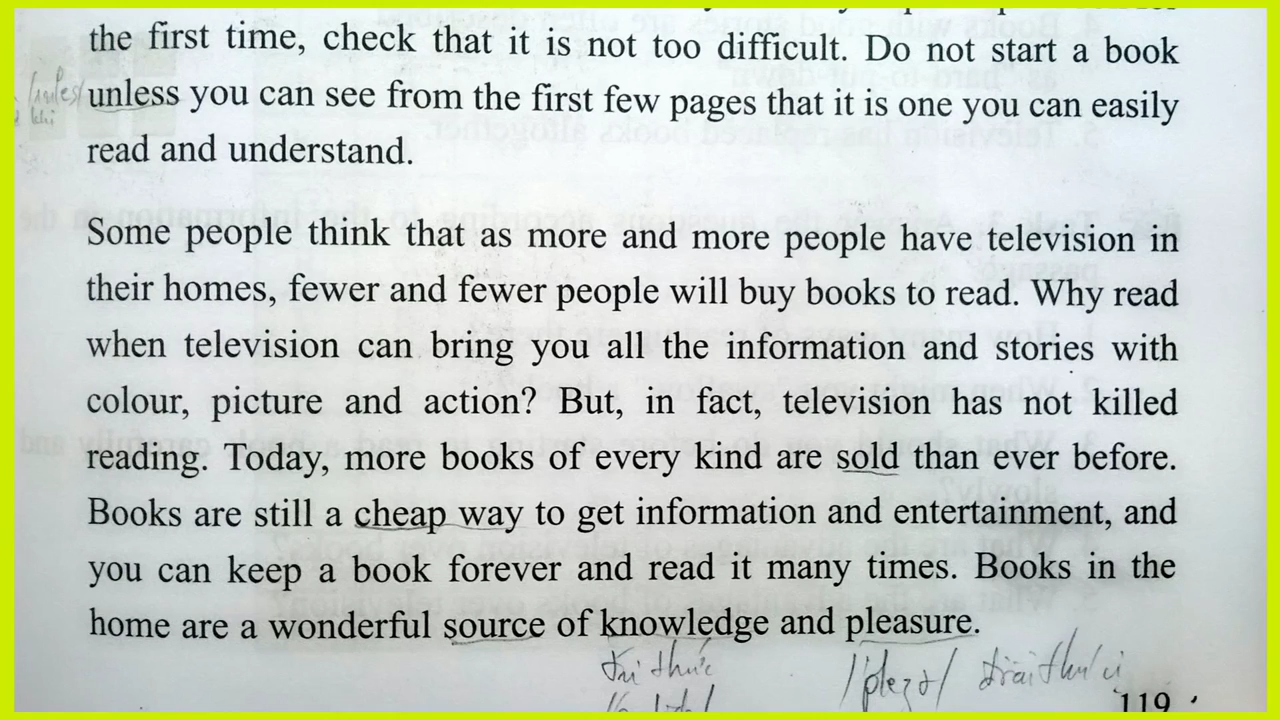 the first time, check that it is not too difficult. Do not start a book
unless you can see from the first few pages that it is one you can easily
read and understand.
Some people think that as more and more people have television in
their homes, fewer and fewer people will buy books to read. Why read
when television can bring you all the information and stories with
colour, picture and action? But, in fact, television has not killed
reading. Today, more books of every kind are sold than ever before.
Books are still a cheap way to get information and entertainment, and
you can keep a book forever and read it many times. Books in the
home are a wonderful source of knowledge and pleasure.
tri thức
119